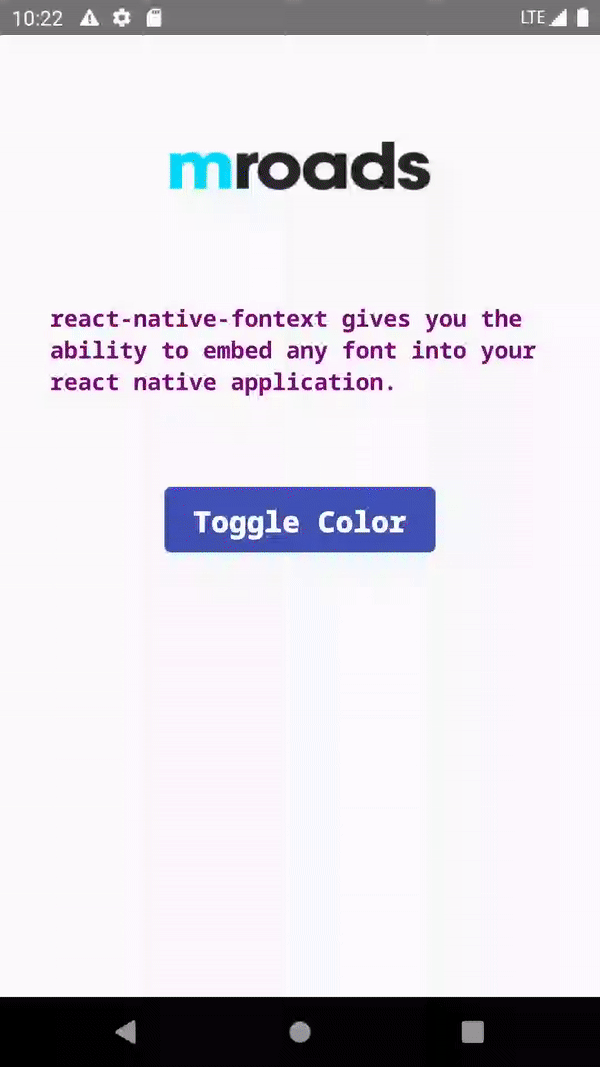 10:22
LTE
mroads
react-native-fontext gives you the
ability to embed any font into your
react native application.
Toggle Color